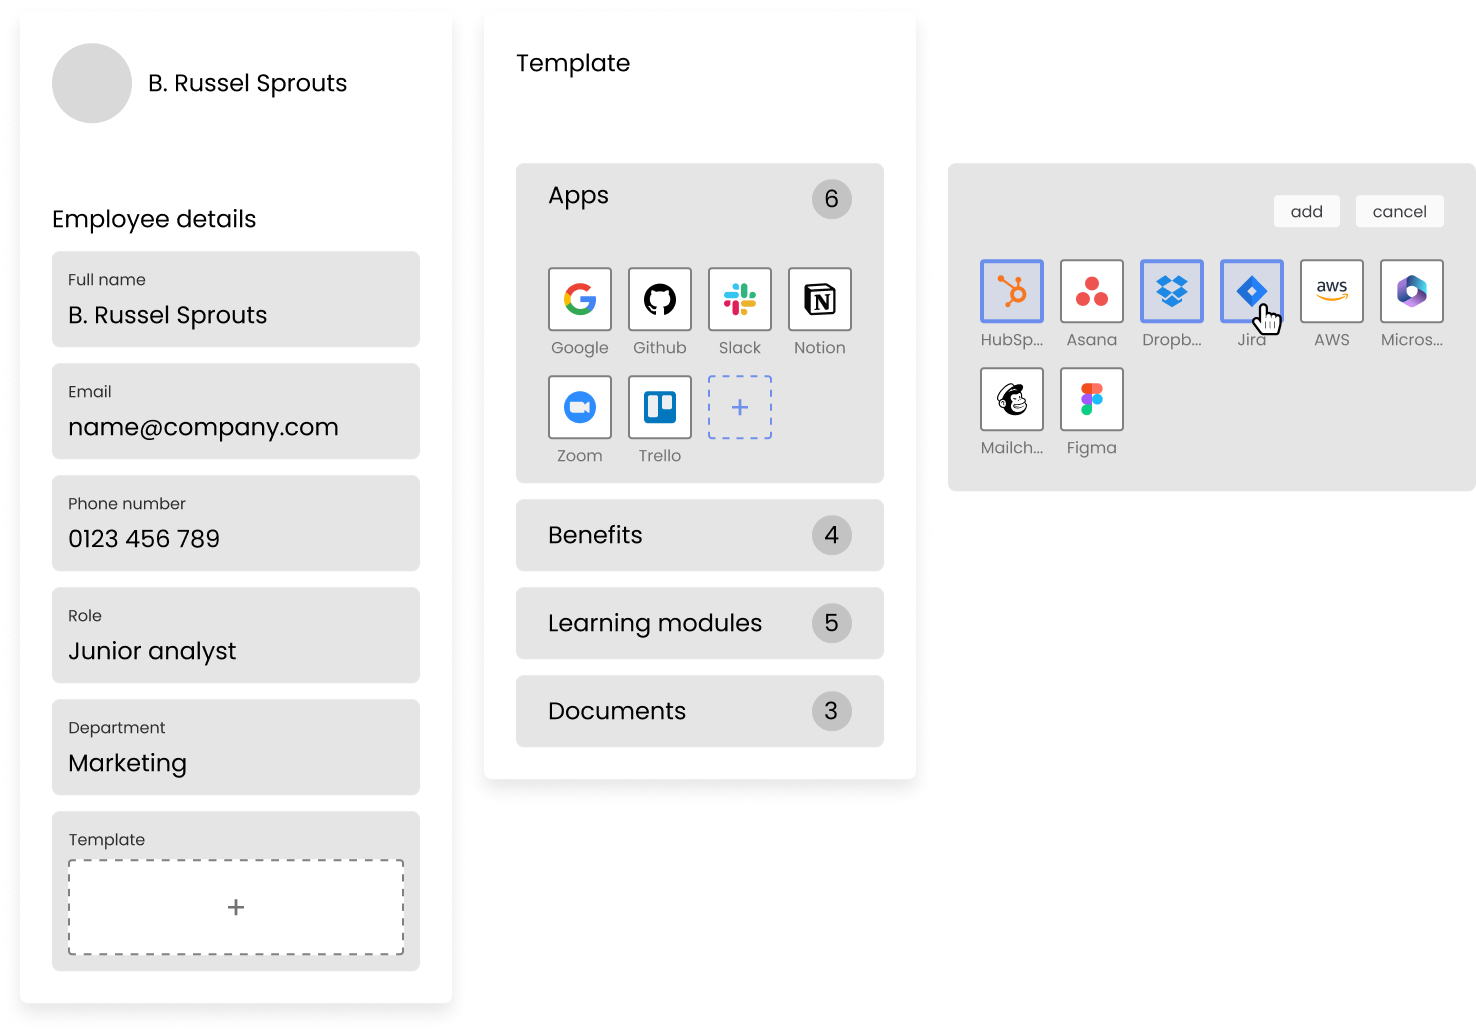 B. Russel Sprouts
Employee details
Full name
B. Russel Sprouts
Email
name@company.com
Phone number
0123 456 789
Role
Junior analyst
Department
Marketing
Template
+
Template
Apps 6
Google Github Slack Notion
+
Zoom Trello
Benefits 4
Learning modules 5
Documents 3
add cancel
aws
HubSp... Asana Dropb... Jira AWS Micros...
Mailch... Figma